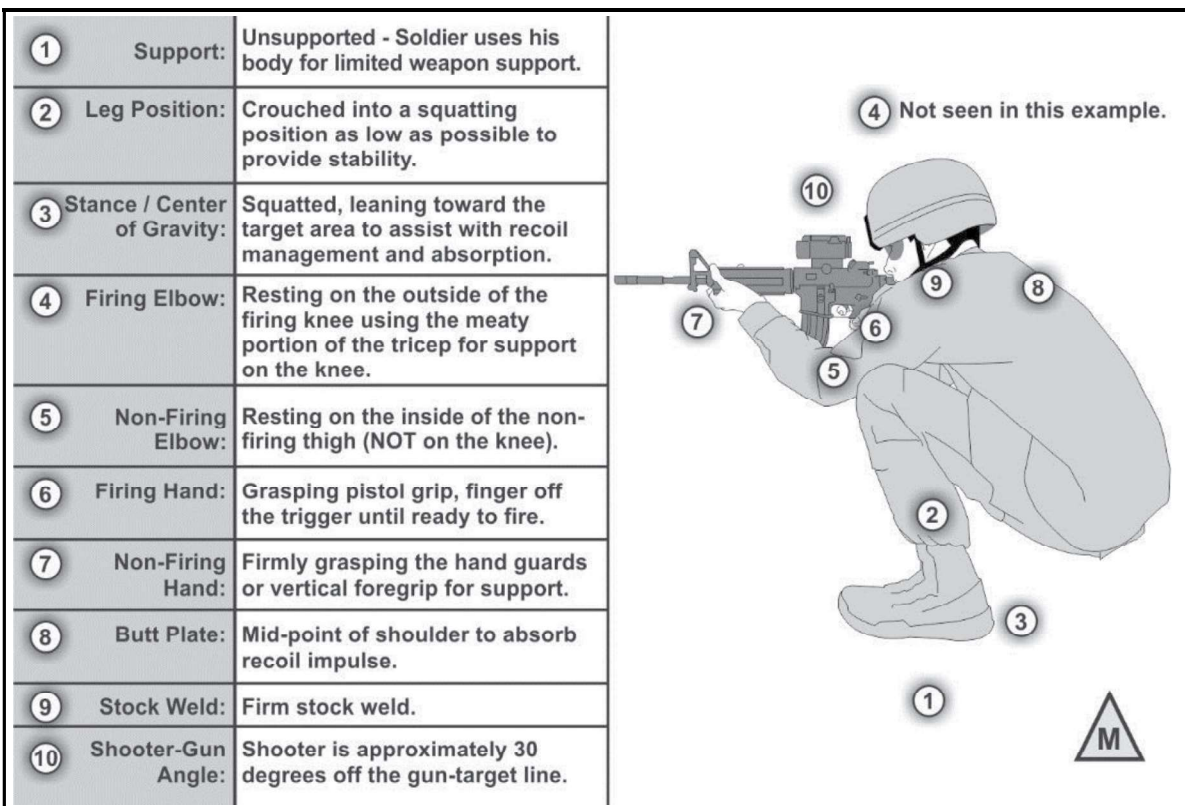 1 Support: Unsupported - Soldier uses his
body for limited weapon support.
2 Leg Position: Crouched into a squatting
position as low as possible to
provide stability.
3 Stance / Center
of Gravity: Squatted, leaning toward the
target area to assist with recoil
management and absorption.
4 Firing Elbow: Resting on the outside of the
firing knee using the meaty
portion of the tricep for support
on the knee.
5 Non-Firing
Elbow: Resting on the inside of the non-
firing thigh (NOT on the knee).
6 Firing Hand: Grasping pistol grip, finger off
the trigger until ready to fire.
7 Non-Firing
Hand: Firmly grasping the hand guards
or vertical foregrip for support.
8 Butt Plate: Mid-point of shoulder to absorb
recoil impulse.
9 Stock Weld: Firm stock weld.
10 Shooter-Gun
Angle: Shooter is approximately 30
degrees off the gun-target line.
4 Not seen in this example.
10
9
8
7
6
5
2
3
1
M